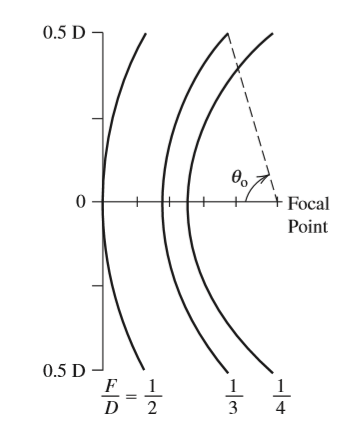 0.5 D
θo
0
Focal
Point
0.5 D
F/D = 1/2 1/3 1/4